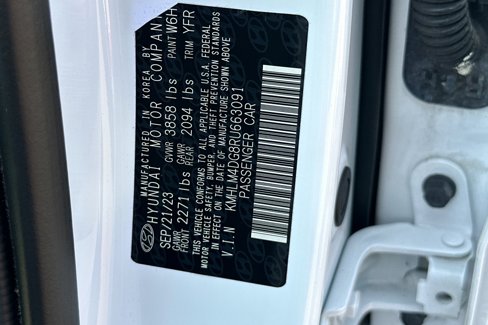 MANUFACTURED IN KOREA BY
HYUNDAI MOTOR COMPANY
SEP/21/23 GVWR 3858 lbs PAINT W6H
GAWR FRONT 2271 lbs GAWR REAR 2094 lbs TRIM YFR
THIS VEHICLE CONFORMS TO ALL APPLICABLE U.S.A. FEDERAL
MOTOR VEHICLE SAFETY, BUMPER, AND THEFT PREVENTION STANDARDS
IN EFFECT ON THE DATE OF MANUFACTURE SHOWN ABOVE
V.I.N KMHLM4DG8RU663091
PASSENGER CAR